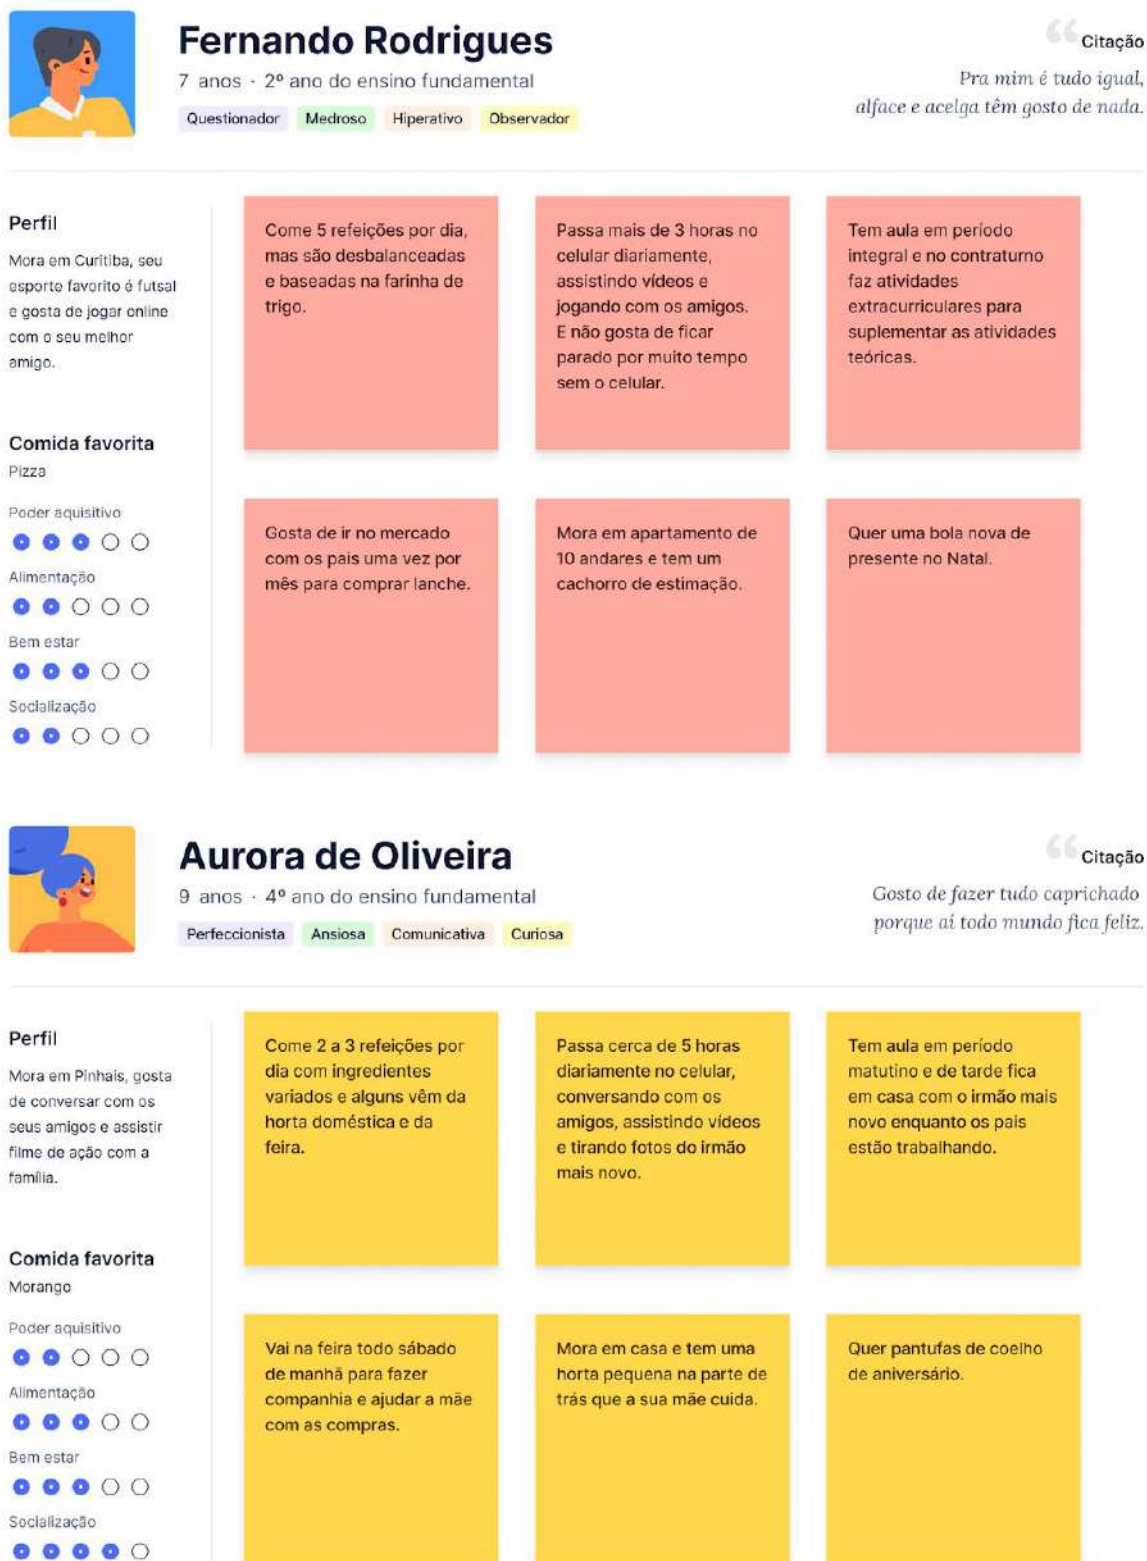 Fernando Rodrigues
7 anos · 2º ano do ensino fundamental
Questionador Medroso Hiperativo Observador
“ Citação
Pra mim é tudo igual,
alface e acelga têm gosto de nada.
Perfil
Mora em Curitiba, seu
esporte favorito é futsal
e gosta de jogar online
com o seu melhor
amigo.
Comida favorita
Pizza
Poder aquisitivo
Alimentação
Bem estar
Socialização
Come 5 refeições por dia,
mas são desbalanceadas
e baseadas na farinha de
trigo.
Passa mais de 3 horas no
celular diariamente,
assistindo vídeos e
jogando com os amigos.
E não gosta de ficar
parado por muito tempo
sem o celular.
Tem aula em período
integral e no contraturno
faz atividades
extracurriculares para
suplementar as atividades
teóricas.
Gosta de ir no mercado
com os pais uma vez por
mês para comprar lanche.
Mora em apartamento de
10 andares e tem um
cachorro de estimação.
Quer uma bola nova de
presente no Natal.
Aurora de Oliveira
9 anos · 4º ano do ensino fundamental
Perfeccionista Ansiosa Comunicativa Curiosa
“ Citação
Gosto de fazer tudo caprichado
porque aí todo mundo fica feliz.
Perfil
Mora em Pinhais, gosta
de conversar com os
seus amigos e assistir
filme de ação com a
família.
Comida favorita
Morango
Poder aquisitivo
Alimentação
Bem estar
Socialização
Come 2 a 3 refeições por
dia com ingredientes
variados e alguns vêm da
horta doméstica e da
feira.
Passa cerca de 5 horas
diariamente no celular,
conversando com os
amigos, assistindo vídeos
e tirando fotos do irmão
mais novo.
Tem aula em período
matutino e de tarde fica
em casa com o irmão mais
novo enquanto os pais
estão trabalhando.
Vai na feira todo sábado
de manhã para fazer
companhia e ajudar a mãe
com as compras.
Mora em casa e tem uma
horta pequena na parte de
trás que a sua mãe cuida.
Quer pantufas de coelho
de aniversário.